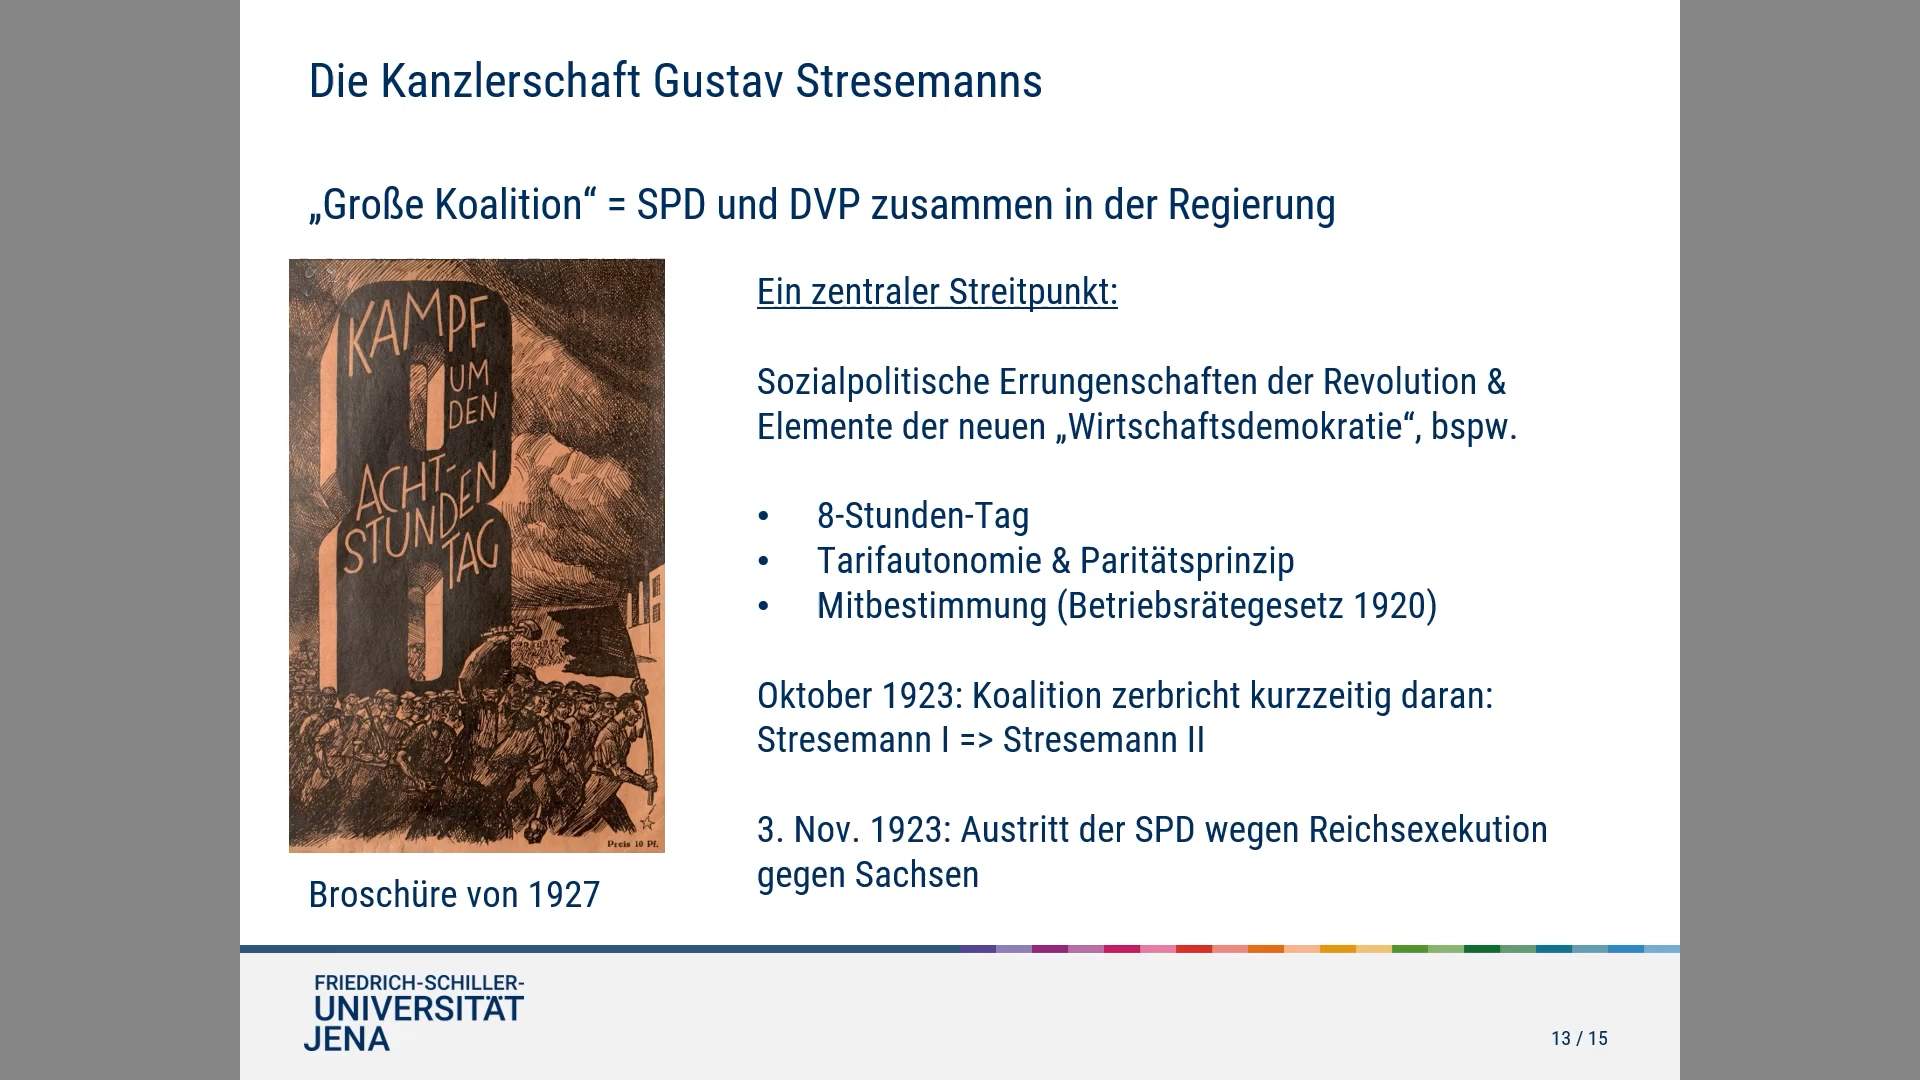 Die Kanzlerschaft Gustav Stresemanns
„Große Koalition“ = SPD und DVP zusammen in der Regierung
KAMPF
UM
DEN
ACHT-
STUNDEN
TAG
Preis 10 Pf.
Broschüre von 1927
Ein zentraler Streitpunkt:
Sozialpolitische Errungenschaften der Revolution &
Elemente der neuen „Wirtschaftsdemokratie“, bspw.
• 8-Stunden-Tag
• Tarifautonomie & Paritätsprinzip
• Mitbestimmung (Betriebsrätegesetz 1920)
Oktober 1923: Koalition zerbricht kurzzeitig daran:
Stresemann I => Stresemann II
3. Nov. 1923: Austritt der SPD wegen Reichsexekution
gegen Sachsen
FRIEDRICH-SCHILLER-
UNIVERSITÄT
JENA
13 / 15